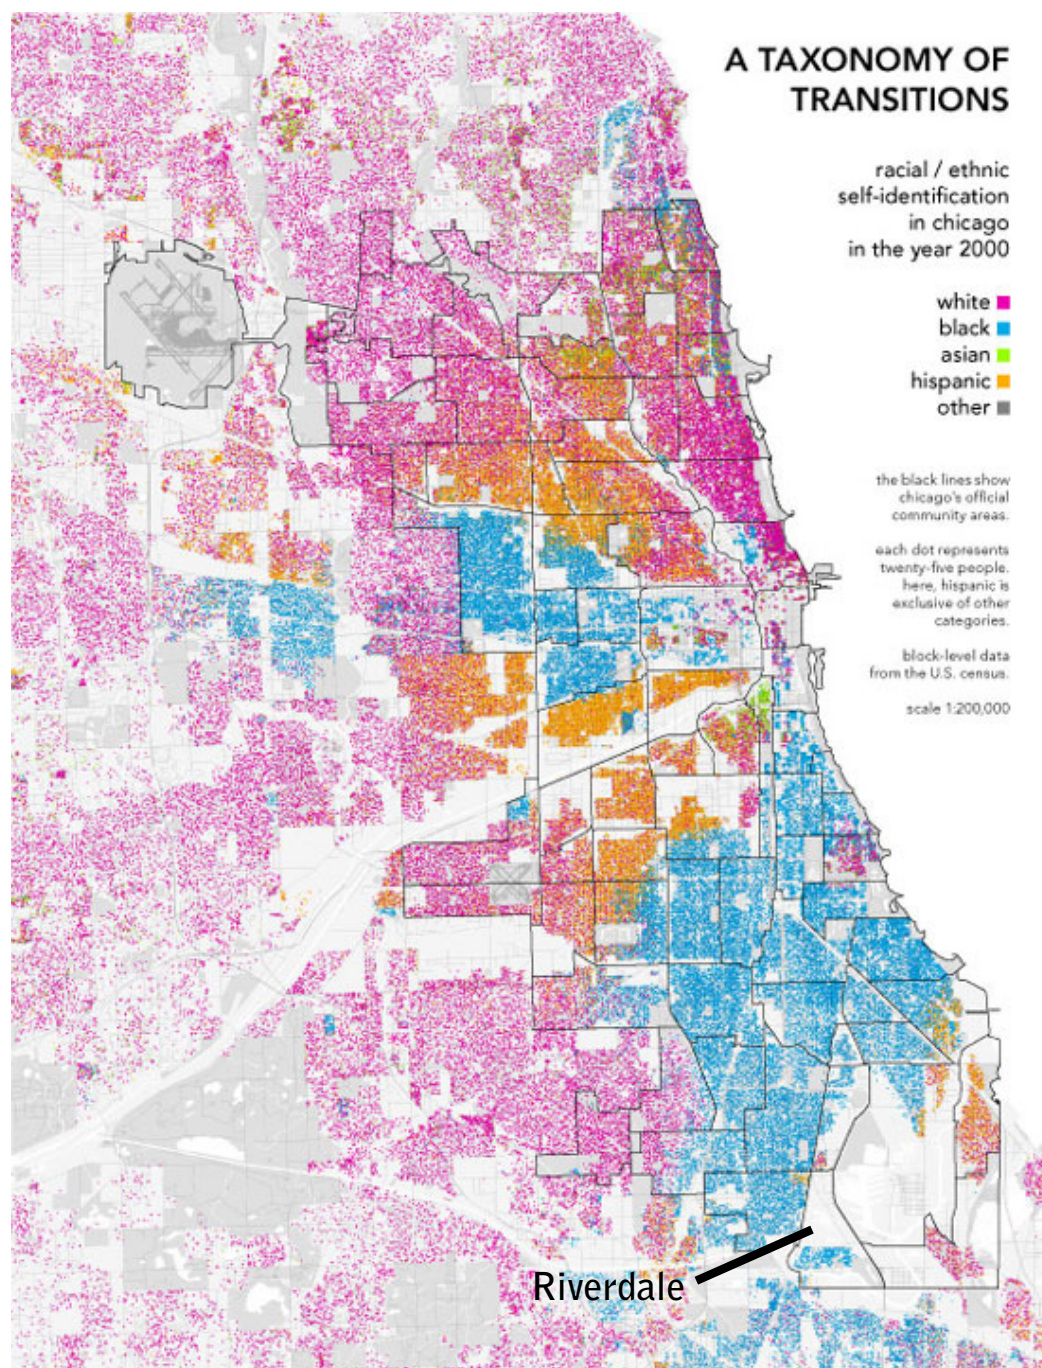 A TAXONOMY OF
TRANSITIONS
racial / ethnic
self-identification
in chicago
in the year 2000
white
black
asian
hispanic
other
the black lines show
chicago's official
community areas.
each dot represents
twenty-five people.
here, hispanic is
exclusive of other
categories.
block-level data
from the U.S. census.
scale 1:200,000
Riverdale